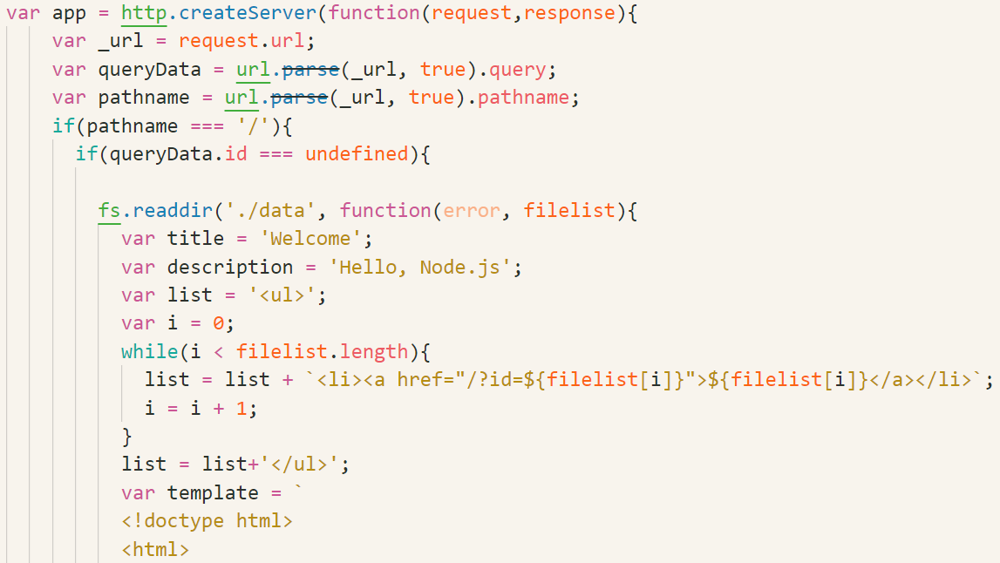 var app = http.createServer(function(request,response){
var _url = request.url;
var queryData = url.parse(_url, true).query;
var pathname = url.parse(_url, true).pathname;
if(pathname === '/'){
if(queryData.id === undefined){
fs.readdir('./data', function(error, filelist){
var title = 'Welcome';
var description = 'Hello, Node.js';
var list = '<ul>';
var i = 0;
while(i < filelist.length){
list = list + `<li><a href="/?id=${filelist[i]}">${filelist[i]}</a></li>`;
i = i + 1;
}
list = list+'</ul>';
var template = `
<!doctype html>
<html>